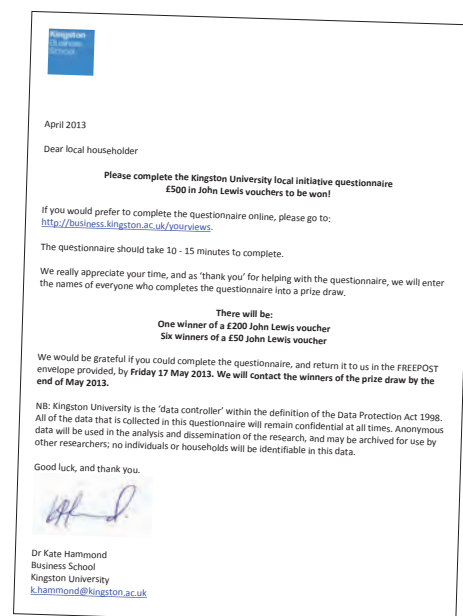 Kingston
Business
School
April 2013
Dear local householder
Please complete the Kingston University local initiative questionnaire
£500 in John Lewis vouchers to be won!
If you would prefer to complete the questionnaire online, please go to:
http://business.kingston.ac.uk/yourviews.
The questionnaire should take 10 - 15 minutes to complete.
We really appreciate your time, and as 'thank you' for helping with the questionnaire, we will enter
the names of everyone who completes the questionnaire into a prize draw.
There will be:
One winner of a £200 John Lewis voucher
Six winners of a £50 John Lewis voucher
We would be grateful if you could complete the questionnaire, and return it to us in the FREEPOST
envelope provided, by Friday 17 May 2013. We will contact the winners of the prize draw by the
end of May 2013.
NB: Kingston University is the 'data controller' within the definition of the Data Protection Act 1998.
All of the data that is collected in this questionnaire will remain confidential at all times. Anonymous
data will be used in the analysis and dissemination of the research, and may be archived for use by
other researchers; no individuals or households will be identifiable in this data.
Good luck, and thank you.
Dr Kate Hammond
Business School
Kingston University
k.hammond@kingston.ac.uk